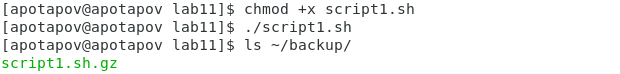 [apotapov@apotapov lab11]$ chmod +x script1.sh
[apotapov@apotapov lab11]$ ./script1.sh
[apotapov@apotapov lab11]$ ls ~/backup/
script1.sh.gz